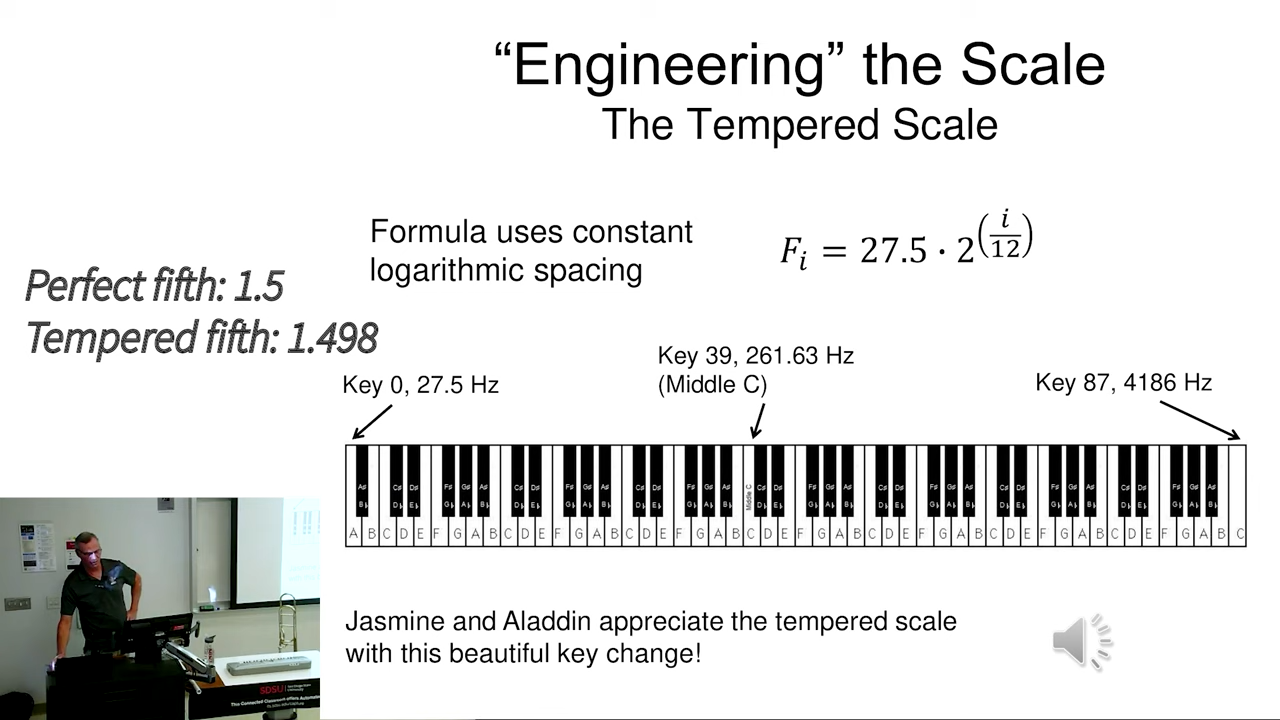 “Engineering” the Scale
The Tempered Scale
Formula uses constant
logarithmic spacing
F_i = 27.5 · 2^(i/12)
Perfect fifth: 1.5
Tempered fifth: 1.498
Key 0, 27.5 Hz
Key 39, 261.63 Hz
(Middle C)
Key 87, 4186 Hz
A♯ C♯ D♯ F♯ G♯ A♯ C♯ D♯ F♯ G♯ A♯ C♯ D♯ F♯ G♯ A♯ C♯ D♯ F♯ G♯ A♯ C♯ D♯ F♯ G♯ A♯ C♯ D♯ F♯ G♯ A♯ C♯ D♯ F♯ G♯ A♯
B♭ D♭ E♭ G♭ A♭ B♭ D♭ E♭ G♭ A♭ B♭ D♭ E♭ G♭ A♭ B♭ D♭ E♭ G♭ A♭ B♭ D♭ E♭ G♭ A♭ B♭ D♭ E♭ G♭ A♭ B♭ D♭ E♭ G♭ A♭ B♭
Middle C
A B C D E F G A B C D E F G A B C D E F G A B C D E F G A B C D E F G A B C D E F G A B C D E F G A B C
Jasmine and Aladdin appreciate the tempered scale
with this beautiful key change!
SDSU